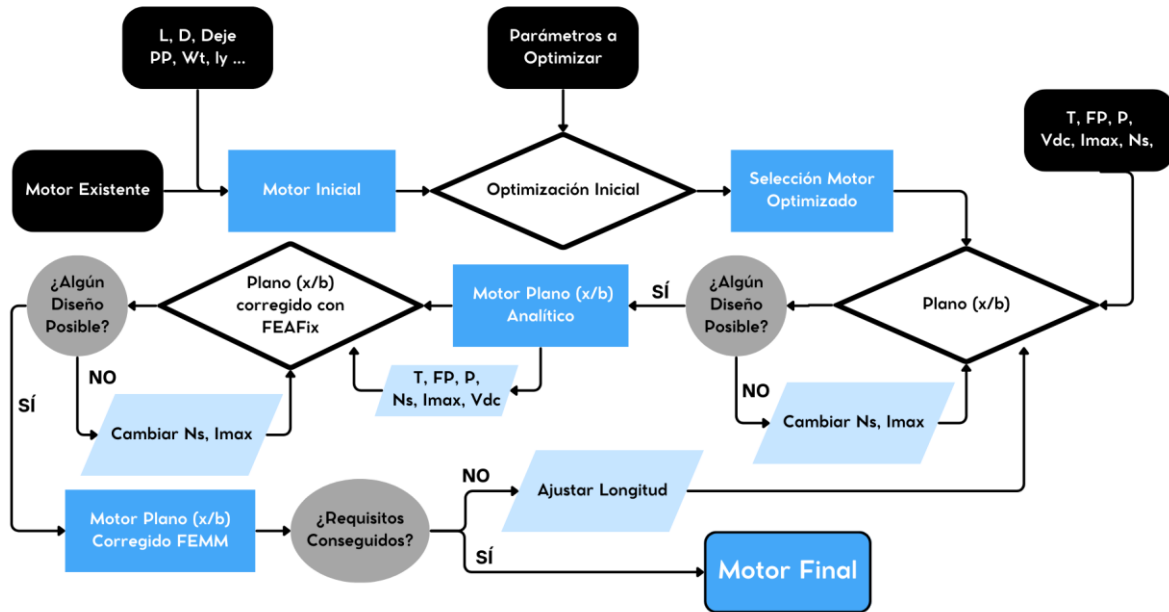 L, D, Deje
PP, Wt, ly ...
Parámetros a
Optimizar
T, FP, P,
Vdc, Imax, Ns,
Motor Existente
Motor Inicial
Optimización Inicial
Selección Motor
Optimizado
¿Algún
Diseño
Posible?
Plano (x/b)
corregido con
FEAFix
Motor Plano (x/b)
Analítico
SÍ
¿Algún
Diseño
Posible?
Plano (x/b)
T, FP, P,
Ns, Imax, Vdc
NO
Cambiar Ns, Imax
SÍ
NO
Cambiar Ns, Imax
Motor Plano (x/b)
Corregido FEMM
¿Requisitos
Conseguidos?
NO
Ajustar Longitud
SÍ
Motor Final